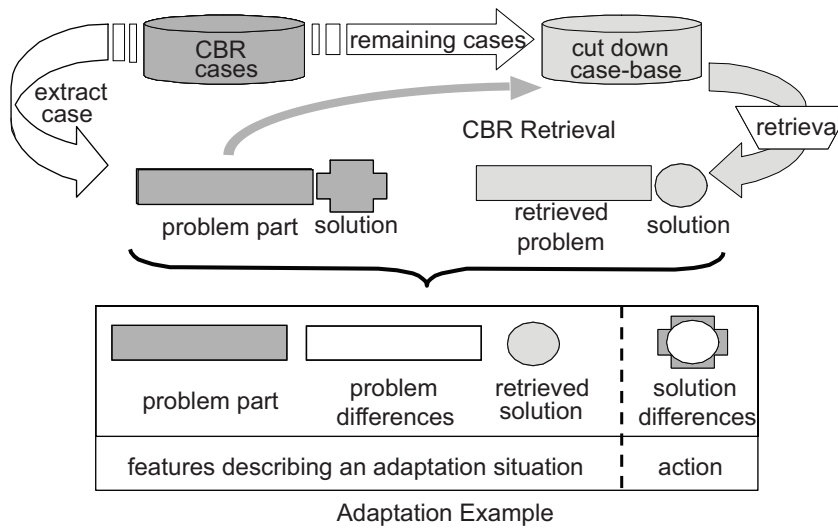 CBR
cases
remaining cases
cut down
case-base
extract
case
CBR Retrieval
retrieva
problem part
solution
retrieved
problem
solution
problem part
problem
differences
retrieved
solution
solution
differences
features describing an adaptation situation
action
Adaptation Example